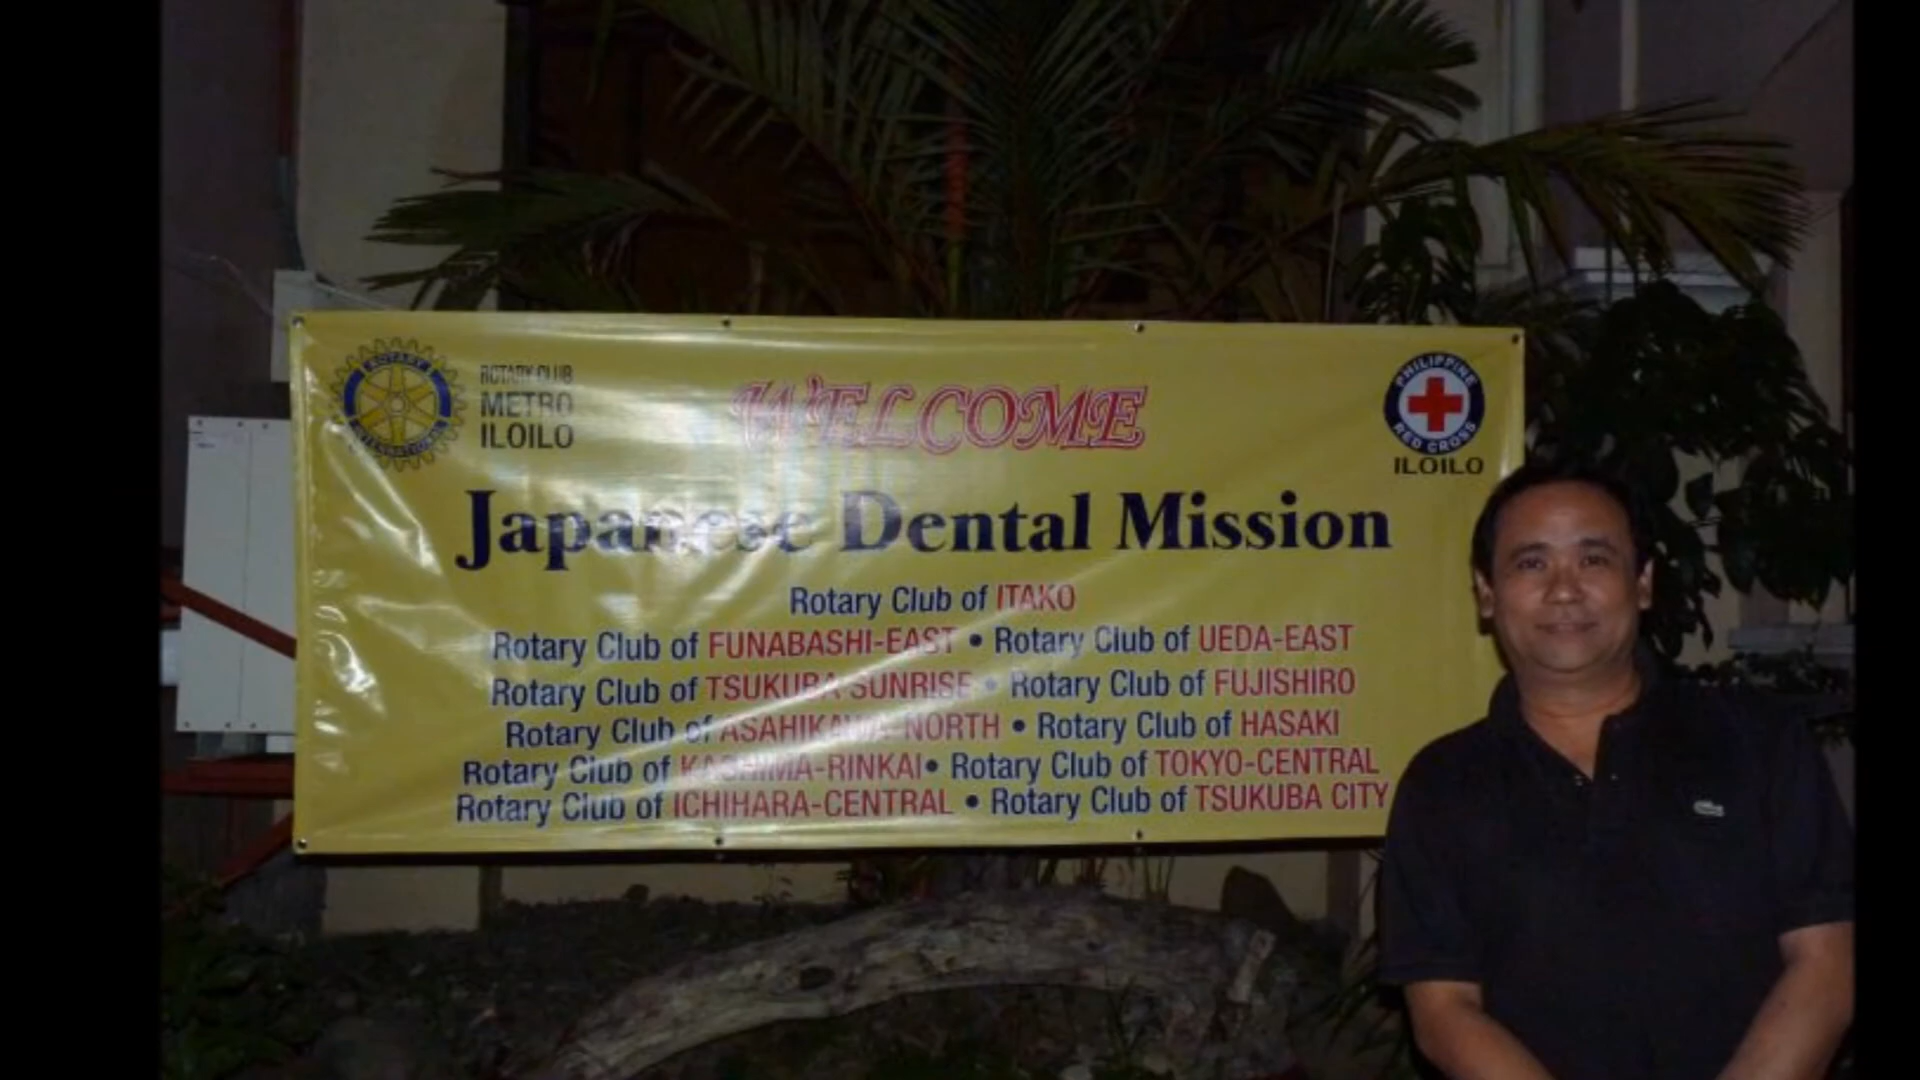 ROTARY INTERNATIONAL
ROTARY CLUB
METRO
ILOILO
WELCOME
PHILIPPINE RED CROSS
ILOILO
Japanese Dental Mission
Rotary Club of ITAKO
Rotary Club of FUNABASHI-EAST • Rotary Club of UEDA-EAST
Rotary Club of TSUKUBA SUNRISE • Rotary Club of FUJISHIRO
Rotary Club of ASAHIKAWA-NORTH • Rotary Club of HASAKI
Rotary Club of KASHIMA-RINKAI • Rotary Club of TOKYO-CENTRAL
Rotary Club of ICHIHARA-CENTRAL • Rotary Club of TSUKUBA CITY